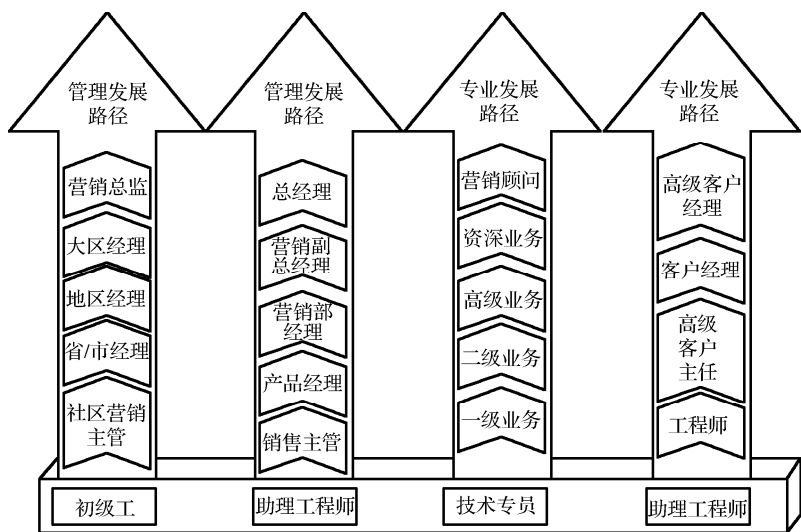 管理发展
路径
营销总监
大区经理
地区经理
省/市经理
社区营销
主管
初级工
管理发展
路径
总经理
营销副
总经理
营销部
经理
产品经理
销售主管
助理工程师
专业发展
路径
营销顾问
资深业务
高级业务
二级业务
一级业务
技术专员
专业发展
路径
高级客户
经理
客户经理
高级
客户
主任
工程师
助理工程师